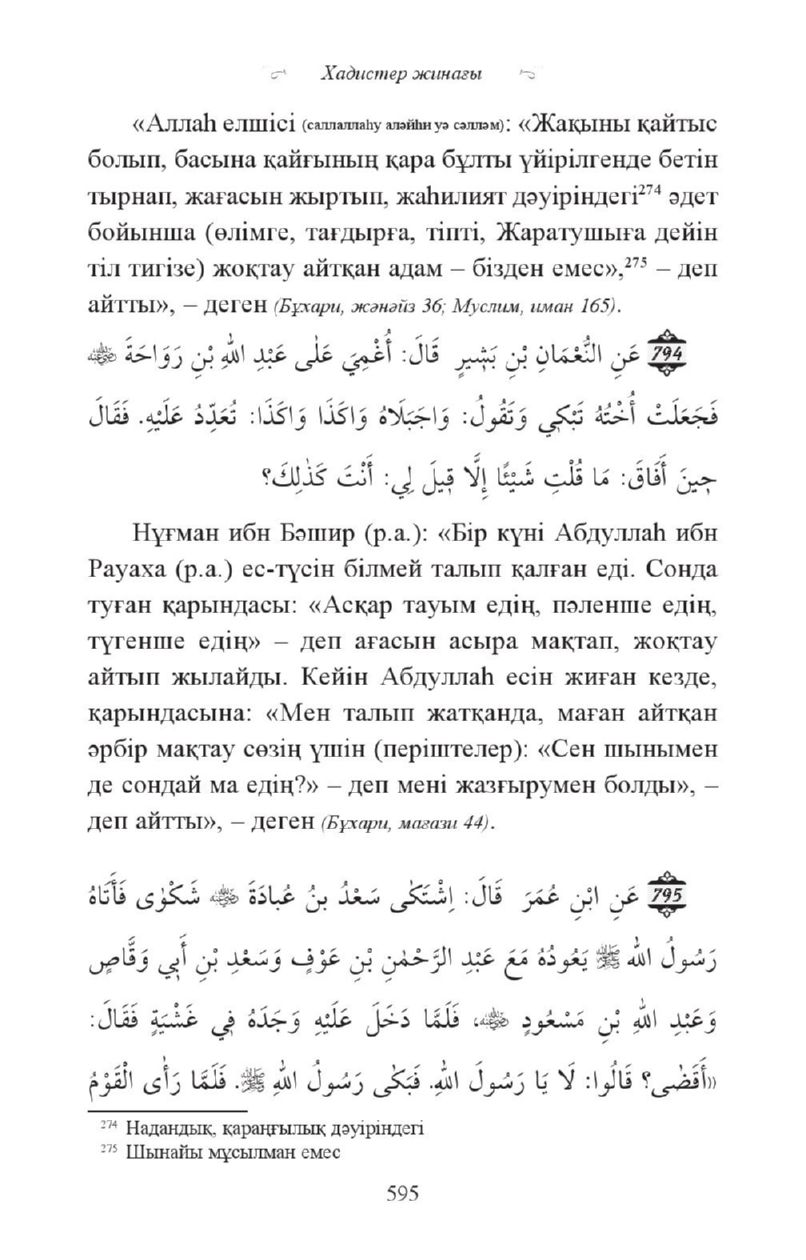 Хадистер жинағы
«Аллаһ елшісі (саллаллаһу аләйһи уә сәлләм): «Жақыны қайтыс
болып, басына қайғының қара бұлты үйірілгенде бетін
тырнап, жағасын жыртып, жаһилият дәуіріндегі²⁷⁴ әдет
бойынша (өлімге, тағдырға, тіпті, Жаратушыға дейін
тіл тигізе) жоқтау айтқан адам – бізден емес»,²⁷⁵ – деп
айтты», – деген (Бұхари, жәнәйз 36; Муслим, иман 165).
794 عَنِ النُّعْمَانِ بْنِ بَشِيرٍ قَالَ: أُغْمِيَ عَلٰى عَبْدِ اللهِ بْنِ رَوَاحَةَ ﵁
فَجَعَلَتْ أُخْتُهُ تَبْكِي وَتَقُولُ: وَاجَبَلَاهُ وَاكَذَا وَاكَذَا: تُعَدِّدُ عَلَيْهِ. فَقَالَ
حِينَ أَفَاقَ: مَا قُلْتِ شَيْئًا إِلَّا قِيلَ لِي: أَنْتَ كَذٰلِكَ؟
Нұғман ибн Бәшир (р.а.): «Бір күні Абдуллаһ ибн
Рауаха (р.а.) ес-түсін білмей талып қалған еді. Сонда
туған қарындасы: «Асқар тауым едің, пәленше едің,
түгенше едің» – деп ағасын асыра мақтап, жоқтау
айтып жылайды. Кейін Абдуллаһ есін жиған кезде,
қарындасына: «Мен талып жатқанда, маған айтқан
әрбір мақтау сөзің үшін (періштелер): «Сен шынымен
де сондай ма едің?» – деп мені жазғырумен болды», –
деп айтты», – деген (Бұхари, мағази 44).
795 عَنِ ابْنِ عُمَرَ قَالَ: اِشْتَكٰى سَعْدُ بنُ عُبادَةَ ﵁ شَكْوٰى فَأَتَاهُ
رَسُولُ اللهِ ﷺ يَعُودُهُ مَعَ عَبْدِ الرَّحْمٰنِ بْنِ عَوْفٍ وَسَعْدِ بْنِ أَبِي وَقَّاصٍ
وَعَبْدِ اللهِ بْنِ مَسْعُودٍ ﵁، فَلَمَّا دَخَلَ عَلَيْهِ وَجَدَهُ فِي غَشْيَةٍ فَقَالَ:
«أَقَضٰى؟ قَالُوا: لَا يَا رَسُولَ اللهِ. فَبَكٰى رَسُولُ اللهِ ﷺ. فَلَمَّا رَأٰى الْقَوْمُ
²⁷⁴ Надандық, қараңғылық дәуіріндегі
²⁷⁵ Шынайы мұсылман емес
595